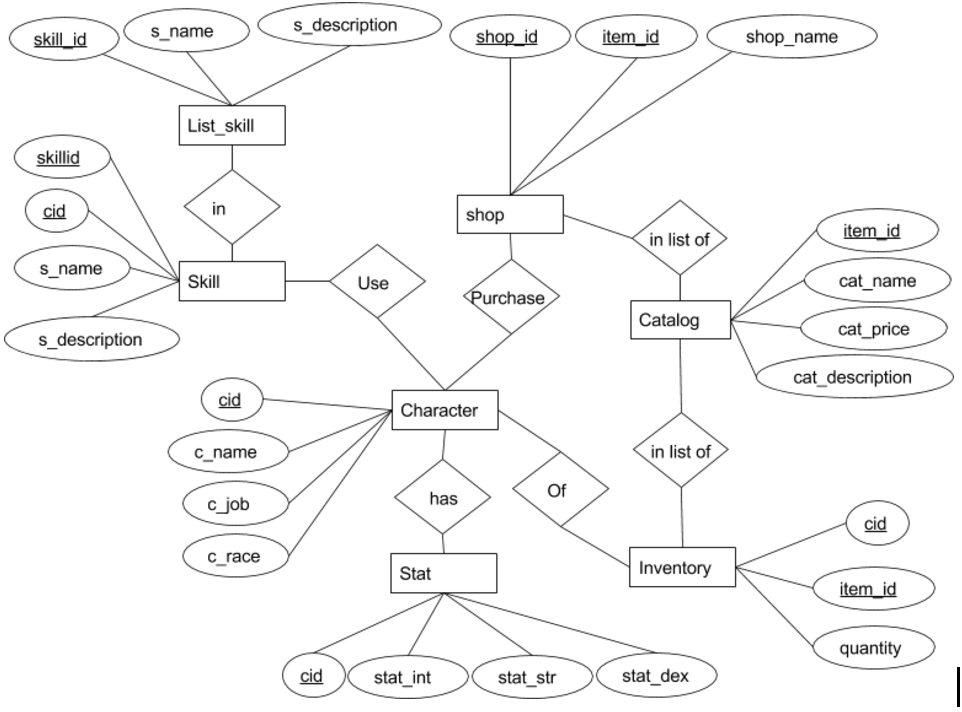 skill_id
s_name
s_description
shop_id
item_id
shop_name
List_skill
skillid
in
cid
shop
in list of
item_id
s_name
Skill
Use
Purchase
cat_name
Catalog
cat_price
s_description
cat_description
cid
Character
c_name
in list of
c_job
has
Of
cid
c_race
Stat
Inventory
item_id
quantity
cid
stat_int
stat_str
stat_dex